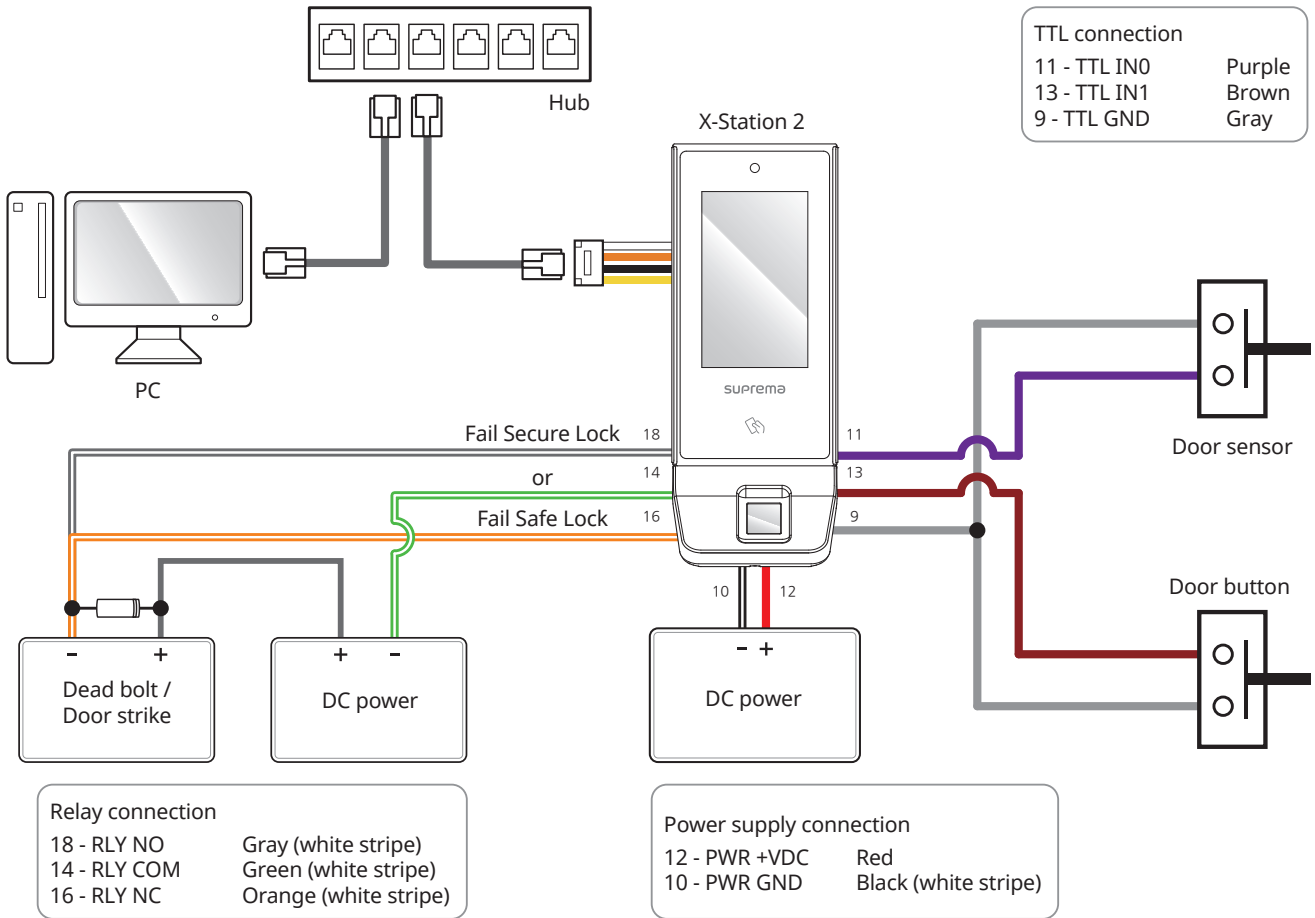 Hub
TTL connection
11 - TTL IN0 Purple
13 - TTL IN1 Brown
9 - TTL GND Gray
X-Station 2
PC
suprema
Door sensor
Fail Secure Lock 18
11
or 14
13
Fail Safe Lock 16
9
10 12
Door button
- +
Dead bolt /
Door strike
+ -
DC power
- +
DC power
Relay connection
18 - RLY NO Gray (white stripe)
14 - RLY COM Green (white stripe)
16 - RLY NC Orange (white stripe)
Power supply connection
12 - PWR +VDC Red
10 - PWR GND Black (white stripe)